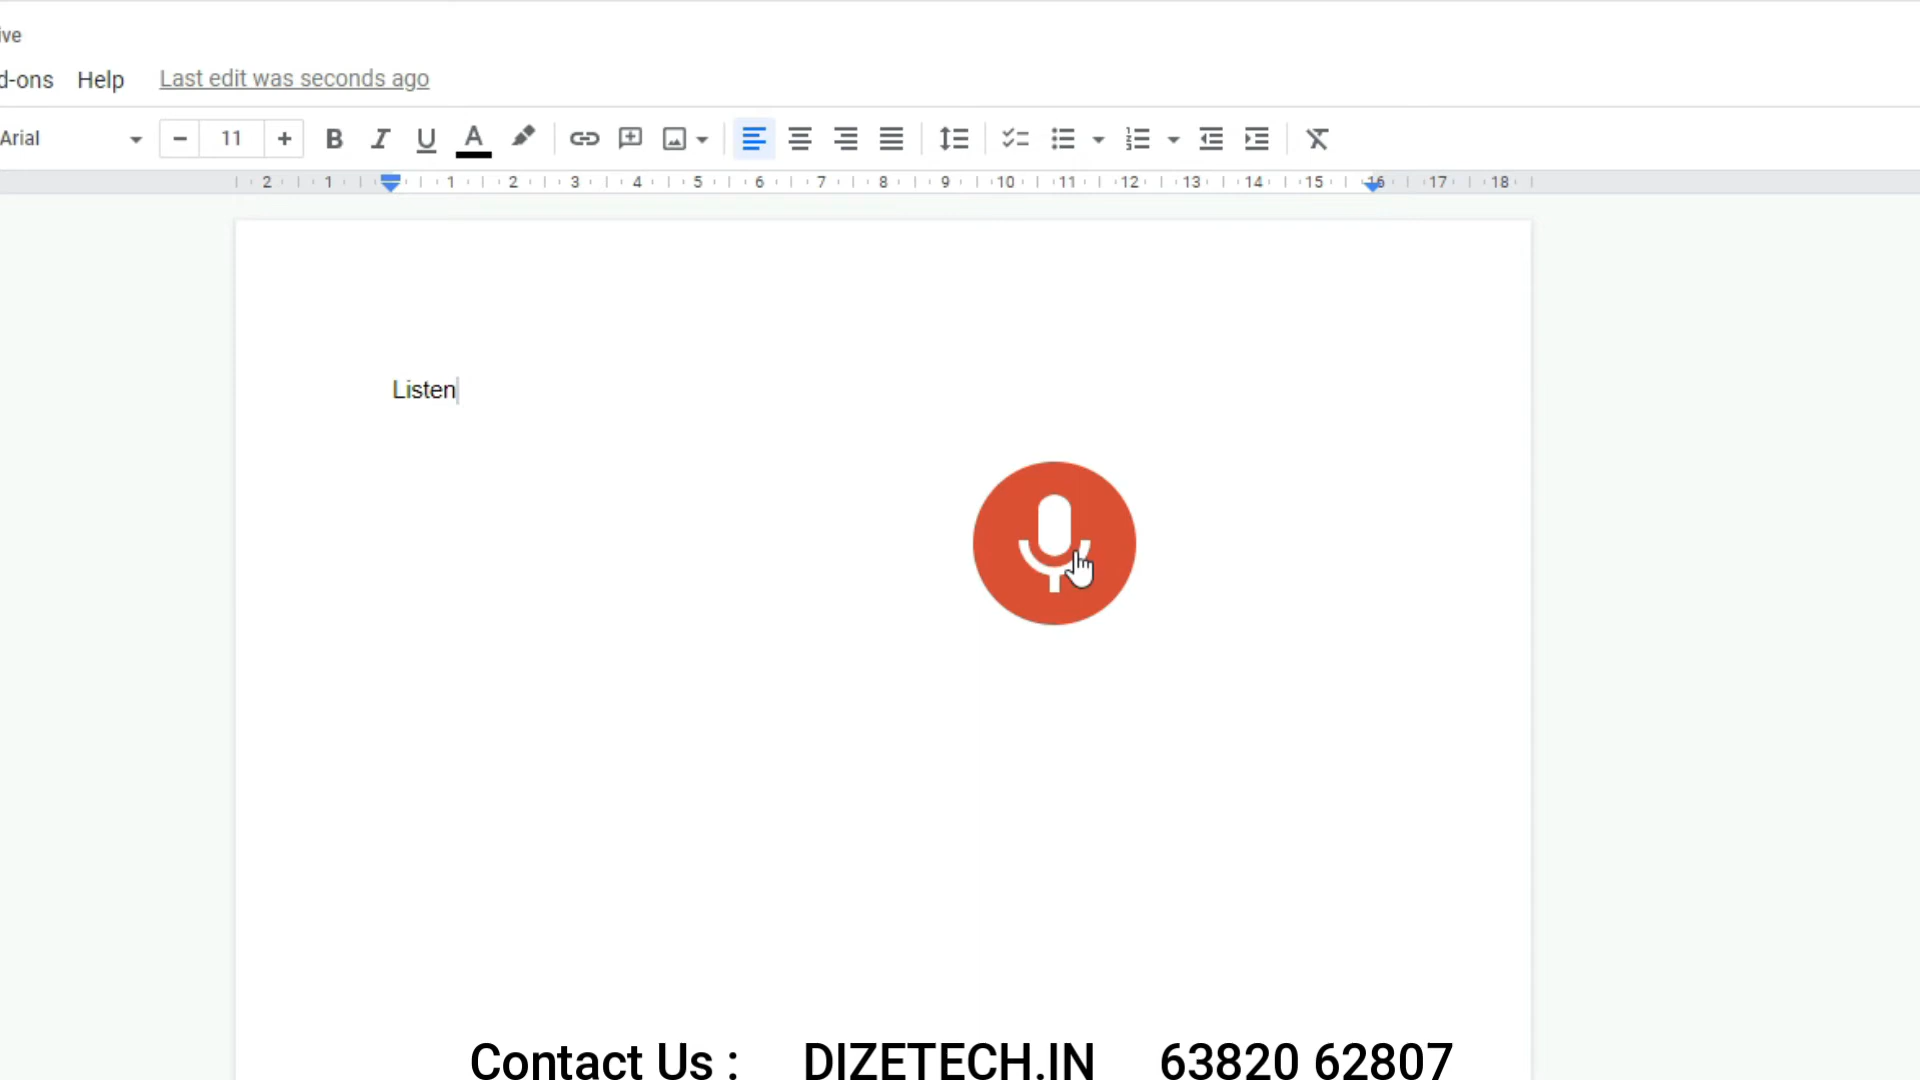 ive
d-ons Help Last edit was seconds ago
Arial 11 B I U A
2 1 1 2 3 4 5 6 7 8 9 10 11 12 13 14 15 16 17 18
Listen
Contact Us : DIZETECH.IN 63820 62807